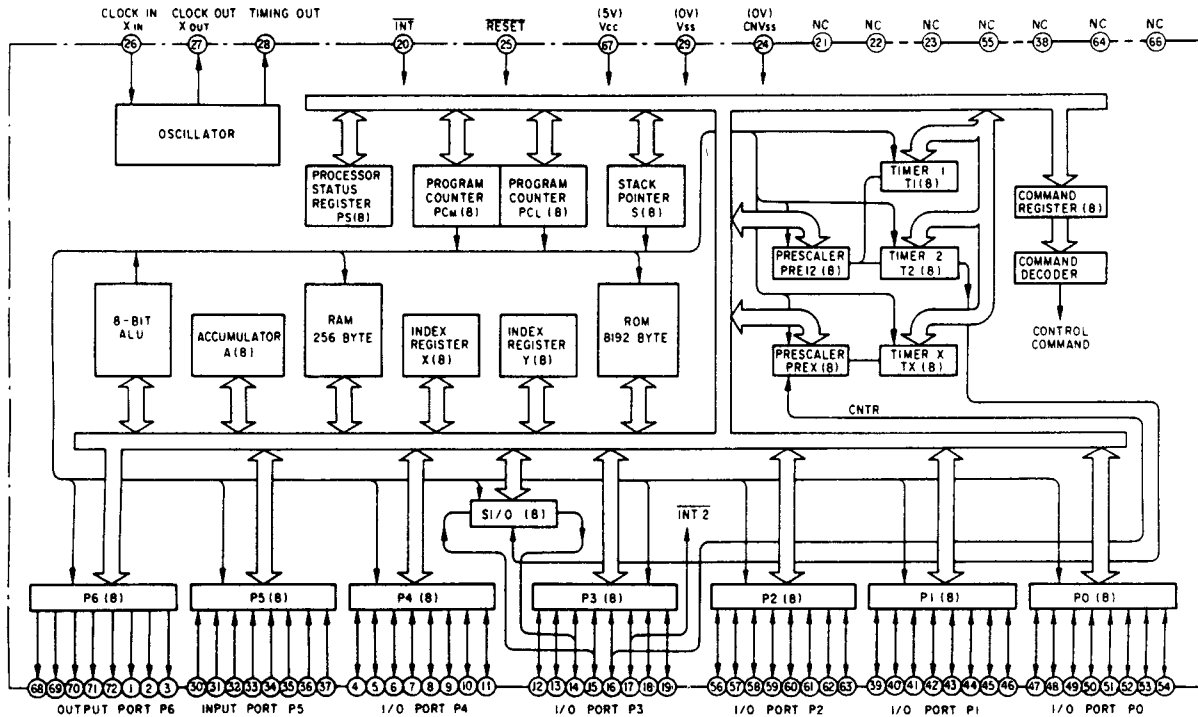 CLOCK IN CLOCK OUT TIMING OUT (5V) (0V) (0V) NC NC NC NC NC NC NC
XIN XOUT INT RESET Vcc Vss CNVss
26 27 28 20 25 67 29 24 21 22 23 55 38 64 66
OSCILLATOR
PROCESSOR
STATUS
REGISTER
PS(8)
PROGRAM
COUNTER
PCM (8)
PROGRAM
COUNTER
PCL (8)
STACK
POINTER
S(8)
TIMER 1
T1(8)
COMMAND
REGISTER (8)
PRESCALER
PRE12 (8)
TIMER 2
T2 (8)
COMMAND
DECODER
8-BIT
ALU
ACCUMULATOR
A(8)
RAM
256 BYTE
INDEX
REGISTER
X(8)
INDEX
REGISTER
Y(8)
ROM
8192 BYTE
PRESCALER
PREX (8)
TIMER X
TX (8)
CONTROL
COMMAND
CNTR
SI/O (8)
INT 2
P6 (8) P5 (8) P4 (8) P3 (8) P2 (8) P1 (8) P0 (8)
68 69 70 71 72 1 2 3 30 31 32 33 34 35 36 37 4 5 6 7 8 9 10 11 12 13 14 15 16 17 18 19 56 57 58 59 60 61 62 63 39 40 41 42 43 44 45 46 47 48 49 50 51 52 53 54
OUTPUT PORT P6 INPUT PORT P5 I/O PORT P4 I/O PORT P3 I/O PORT P2 I/O PORT P1 I/O PORT P0